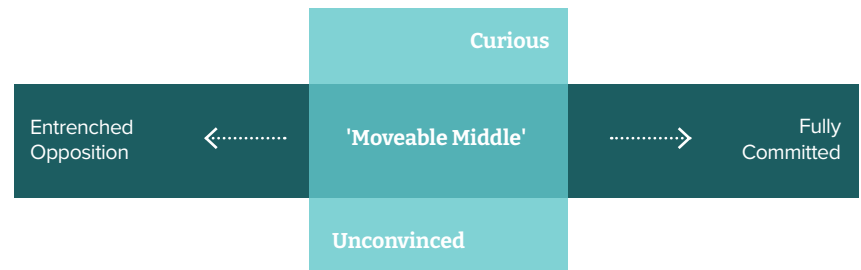 Curious
Entrenched
Opposition
'Moveable Middle'
Fully
Committed
Unconvinced